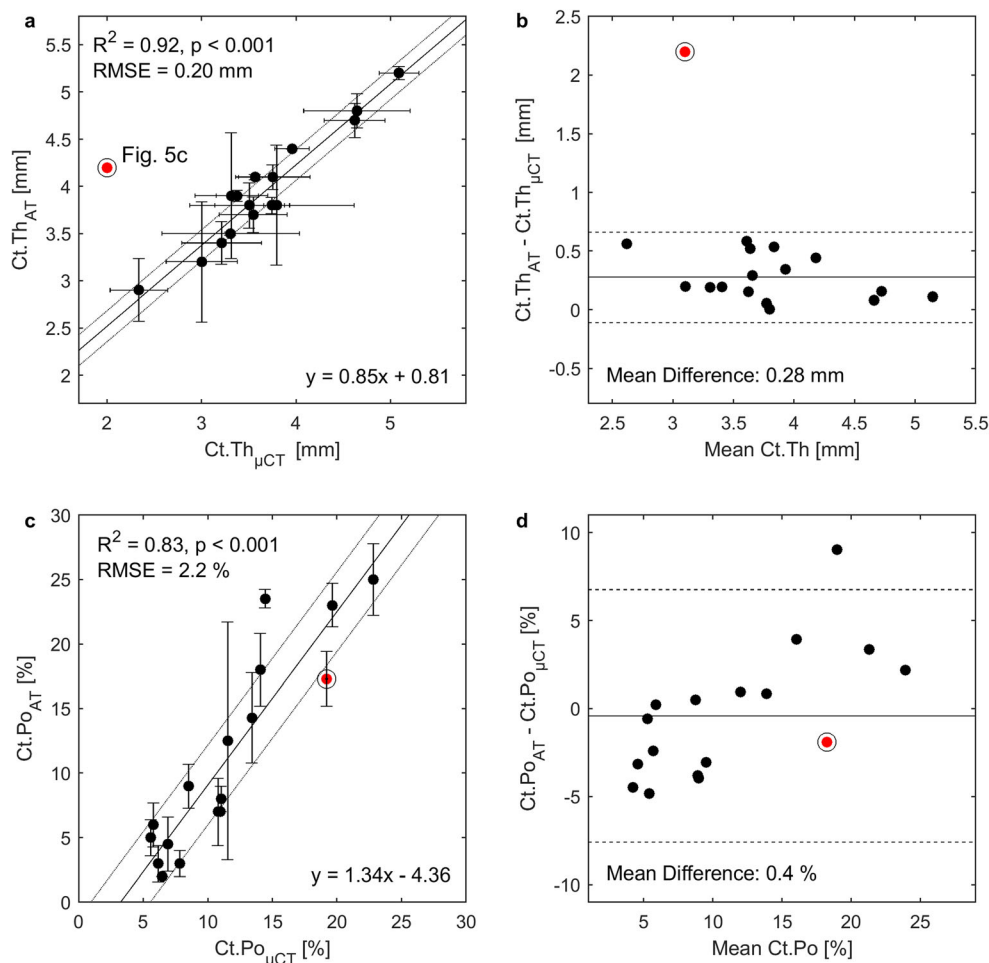 a
R² = 0.92, p < 0.001
RMSE = 0.20 mm
Fig. 5c
y = 0.85x + 0.81
5.5
5
4.5
4
3.5
3
2.5
2
Ct.Th_AT [mm]
2 3 4 5
Ct.Th_µCT [mm]
b
2.5
2
1.5
1
0.5
0
-0.5
Ct.Th_AT - Ct.Th_µCT [mm]
Mean Difference: 0.28 mm
2.5 3 3.5 4 4.5 5 5.5
Mean Ct.Th [mm]
c
R² = 0.83, p < 0.001
RMSE = 2.2 %
y = 1.34x - 4.36
30
25
20
15
10
5
0
Ct.Po_AT [%]
0 5 10 15 20 25 30
Ct.Po_µCT [%]
d
10
5
0
-5
-10
Ct.Po_AT - Ct.Po_µCT [%]
Mean Difference: 0.4 %
5 10 15 20 25
Mean Ct.Po [%]